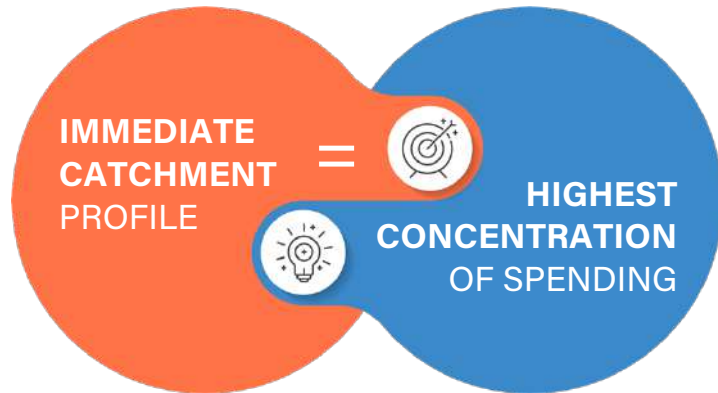 IMMEDIATE
CATCHMENT
PROFILE
=
HIGHEST
CONCENTRATION
OF SPENDING